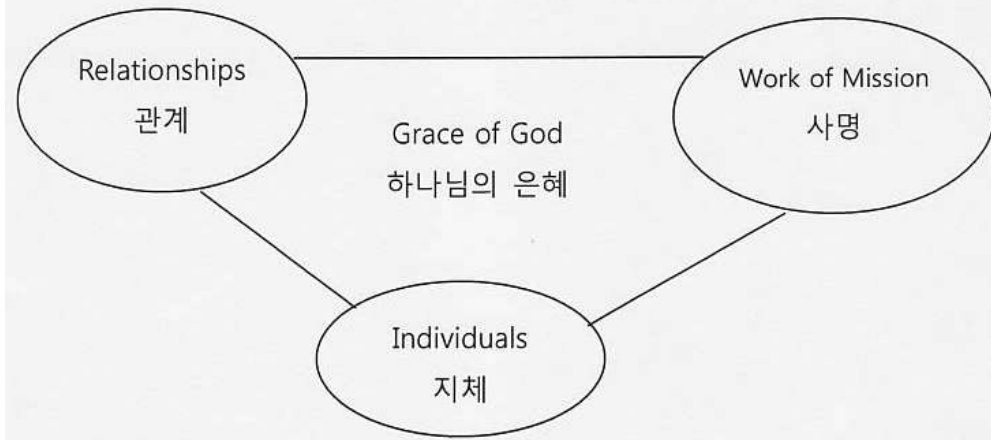 Relationships
관계
Work of Mission
사명
Grace of God
하나님의 은혜
Individuals
지체